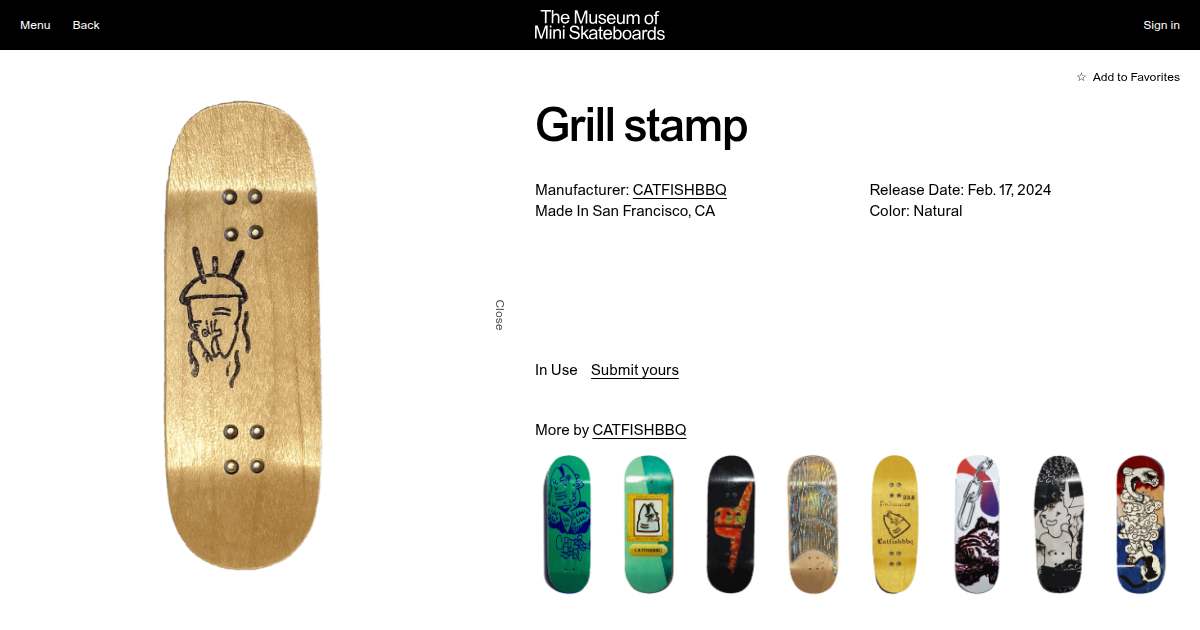 Menu
Back
The Museum of
Mini Skateboards
Sign in
☆ Add to Favorites
Grill stamp
Manufacturer: CATFISHBBQ
Made In San Francisco, CA
Release Date: Feb. 17, 2024
Color: Natural
Close
In Use
Submit yours
More by CATFISHBBQ
Catfishbbq